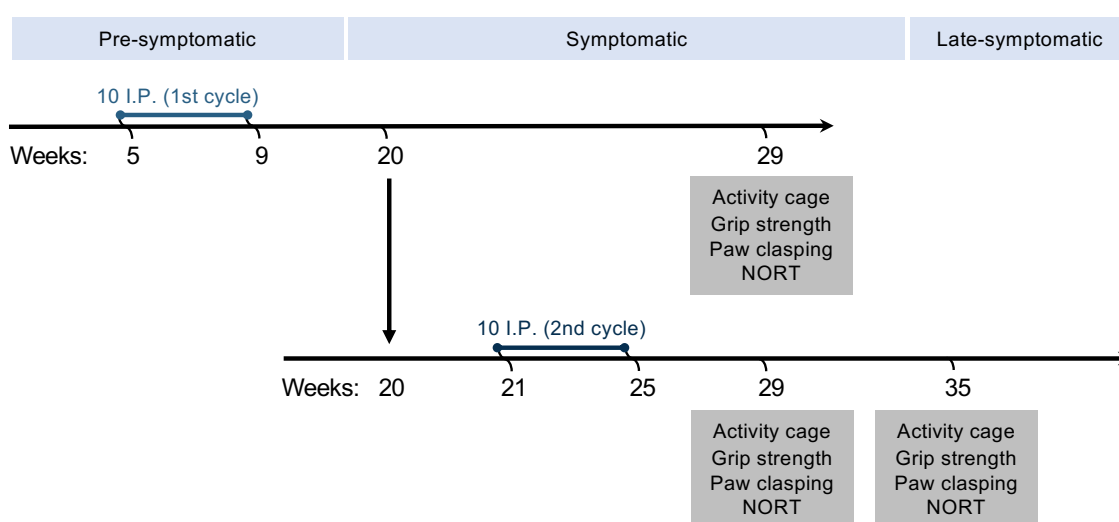 Pre-symptomatic
Symptomatic
Late-symptomatic
10 I.P. (1st cycle)
Weeks: 5 9 20 29
Activity cage
Grip strength
Paw clasping
NORT
10 I.P. (2nd cycle)
Weeks: 20 21 25 29 35
Activity cage
Grip strength
Paw clasping
NORT
Activity cage
Grip strength
Paw clasping
NORT